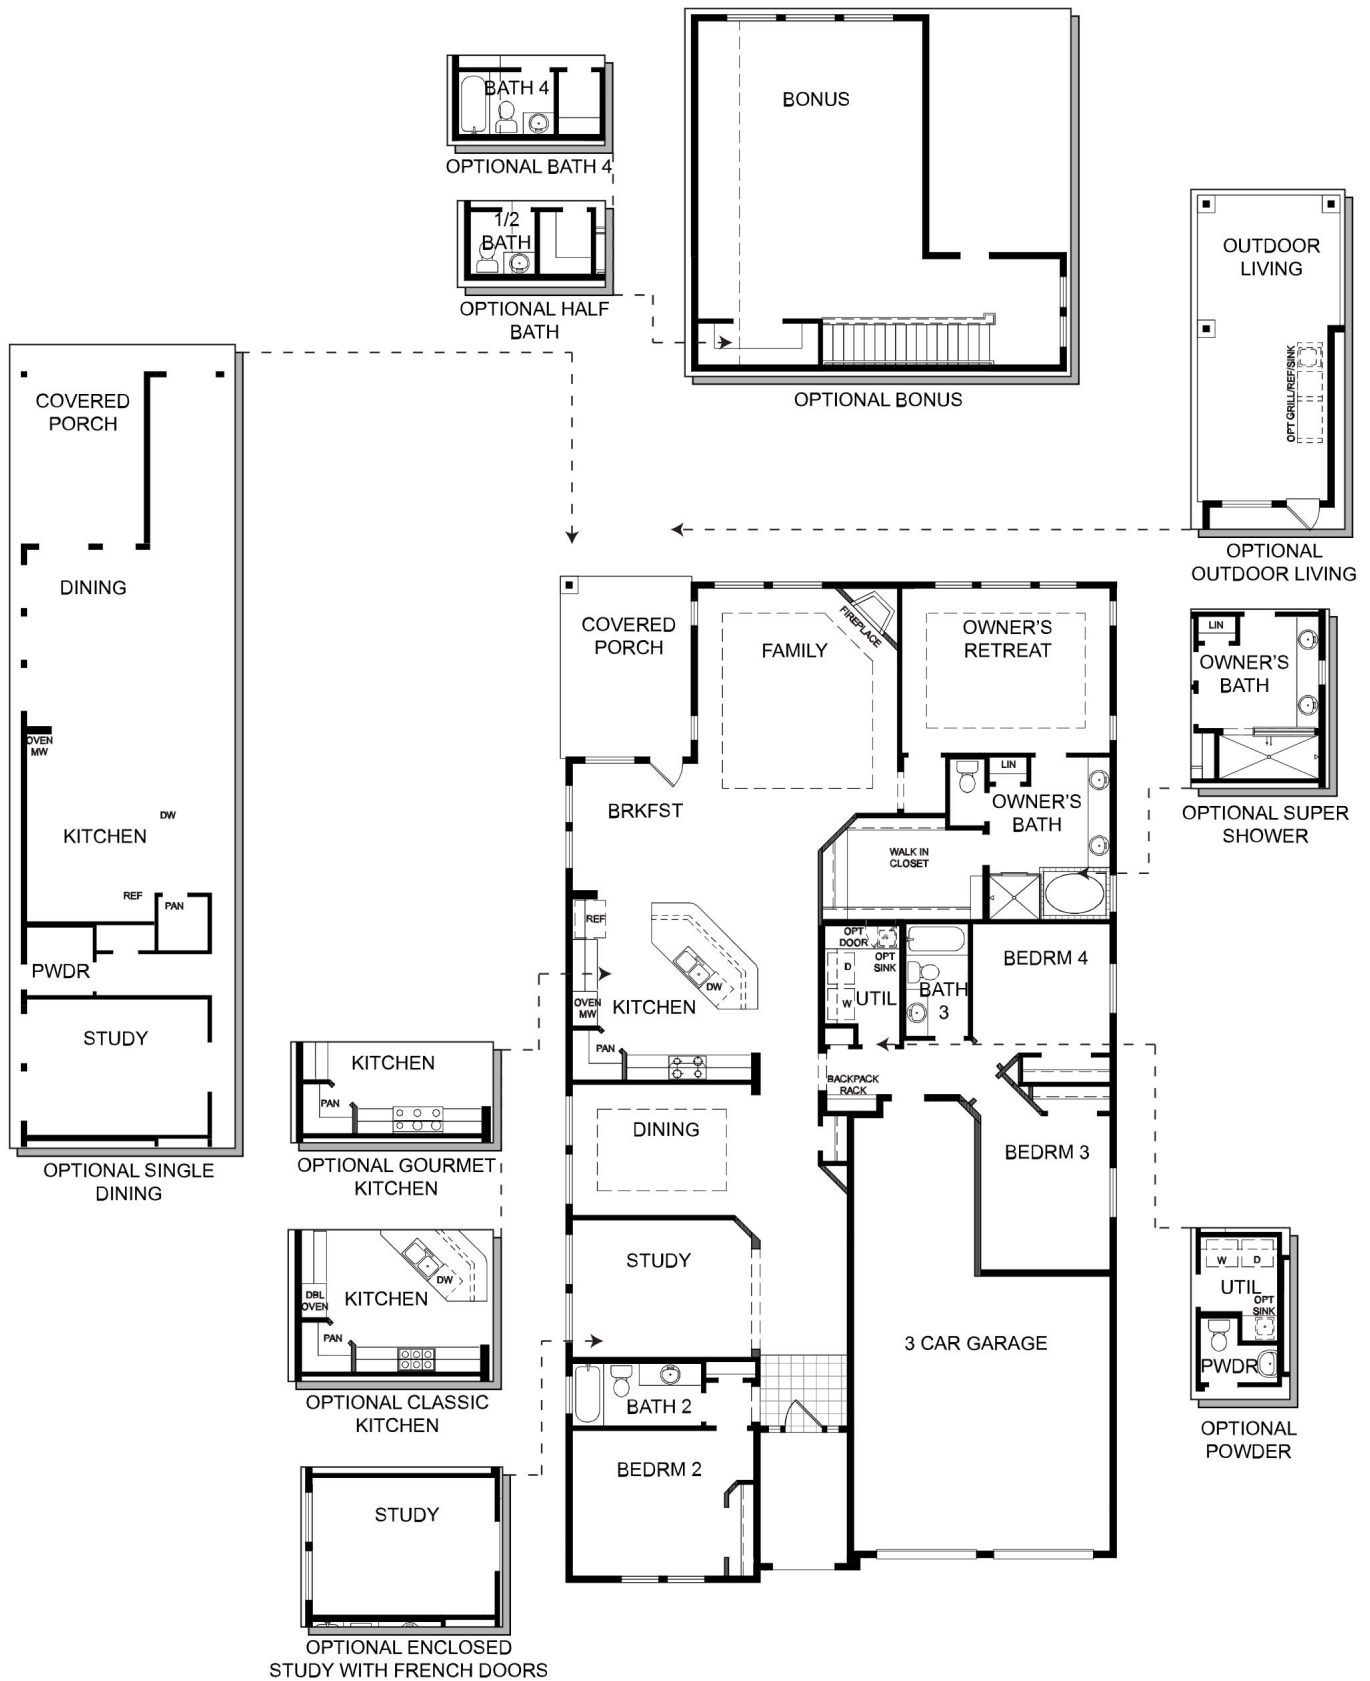 BATH 4
OPTIONAL BATH 4
1/2
BATH
OPTIONAL HALF
BATH
BONUS
OPTIONAL BONUS
OUTDOOR
LIVING
OPT GRILL/REF/SINK
OPTIONAL
OUTDOOR LIVING
COVERED
PORCH
DINING
OVEN
MW
DW
KITCHEN
REF
PAN
PWDR
STUDY
OPTIONAL SINGLE
DINING
COVERED
PORCH
FAMILY
FIREPLACE
OWNER'S
RETREAT
BRKFST
LIN
OWNER'S
BATH
WALK IN
CLOSET
REF
DW
OVEN
MW
KITCHEN
PAN
OPT
DOOR
OPT
SINK
D
W
UTIL
BATH
3
BEDRM 4
BACKPACK
RACK
BEDRM 3
DINING
STUDY
3 CAR GARAGE
BATH 2
BEDRM 2
LIN
OWNER'S
BATH
OPTIONAL SUPER
SHOWER
KITCHEN
PAN
OPTIONAL GOURMET
KITCHEN
DW
DBL
OVEN
KITCHEN
PAN
OPTIONAL CLASSIC
KITCHEN
STUDY
OPTIONAL ENCLOSED
STUDY WITH FRENCH DOORS
W
D
UTIL
OPT
SINK
PWDR
OPTIONAL
POWDER